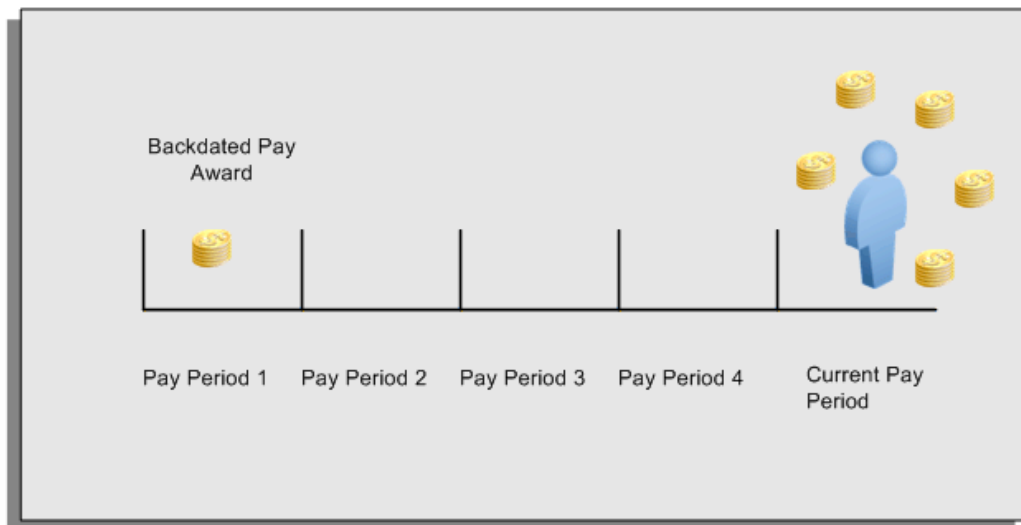 Backdated Pay
Award
Pay Period 1
Pay Period 2
Pay Period 3
Pay Period 4
Current Pay
Period